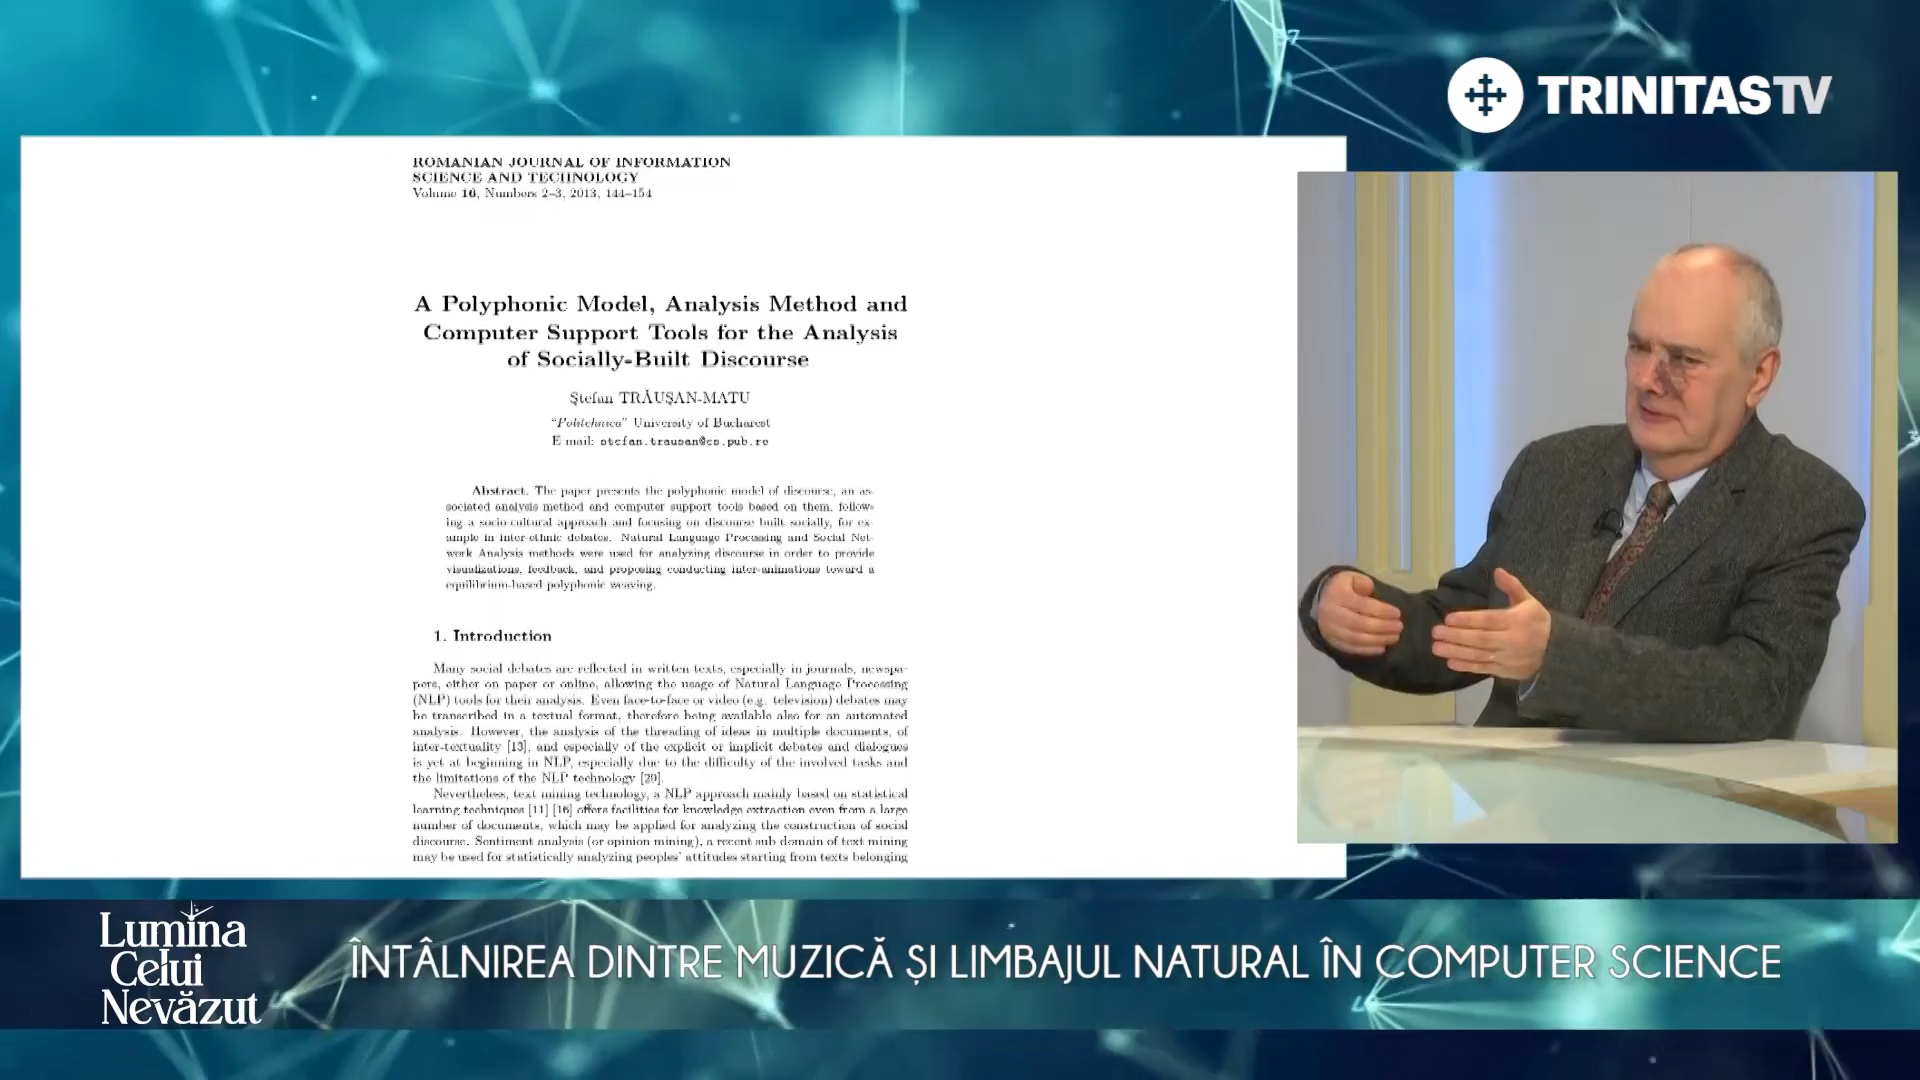 TRINITASTV
ROMANIAN JOURNAL OF INFORMATION
SCIENCE AND TECHNOLOGY
Volume 16, Numbers 2–3, 2013, 144–154
A Polyphonic Model, Analysis Method and
Computer Support Tools for the Analysis
of Socially-Built Discourse
Ştefan TRĂUŞAN-MATU
“Politehnica” University of Bucharest
E-mail: stefan.trausan@cs.pub.ro
Abstract. The paper presents the polyphonic model of discourse, an as-
sociated analysis method and computer support tools based on them, follow-
ing a socio-cultural approach and focusing on discourse built socially, for ex-
ample in inter-ethnic debates. Natural Language Processing and Social Net-
work Analysis methods were used for analyzing discourse in order to provide
visualizations, feedback, and proposing conducting inter-animations toward a
equilibrium-based polyphonic weaving.
1. Introduction
Many social debates are reflected in written texts, especially in journals, newspa-
pers, either on paper or online, allowing the usage of Natural Language Processing
(NLP) tools for their analysis. Even face-to-face or video (e.g. television) debates may
be transcribed in a textual format, therefore being available also for an automated
analysis. However, the analysis of the threading of ideas in multiple documents, of
inter-textuality [13], and especially of the explicit or implicit debates and dialogues
is yet at beginning in NLP, especially due to the difficulty of the involved tasks and
the limitations of the NLP technology [20].
Nevertheless, text mining technology, a NLP approach mainly based on statistical
learning techniques [11] [16] offers facilities for knowledge extraction even from a large
number of documents, which may be applied for analyzing the construction of social
discourse. Sentiment analysis (or opinion mining), a recent sub-domain of text mining
may be used for statistically analyzing peoples’ attitudes starting from texts belonging
Lumina
Celui
Nevăzut
ÎNTÂLNIREA DINTRE MUZICĂ ȘI LIMBAJUL NATURAL ÎN COMPUTER SCIENCE